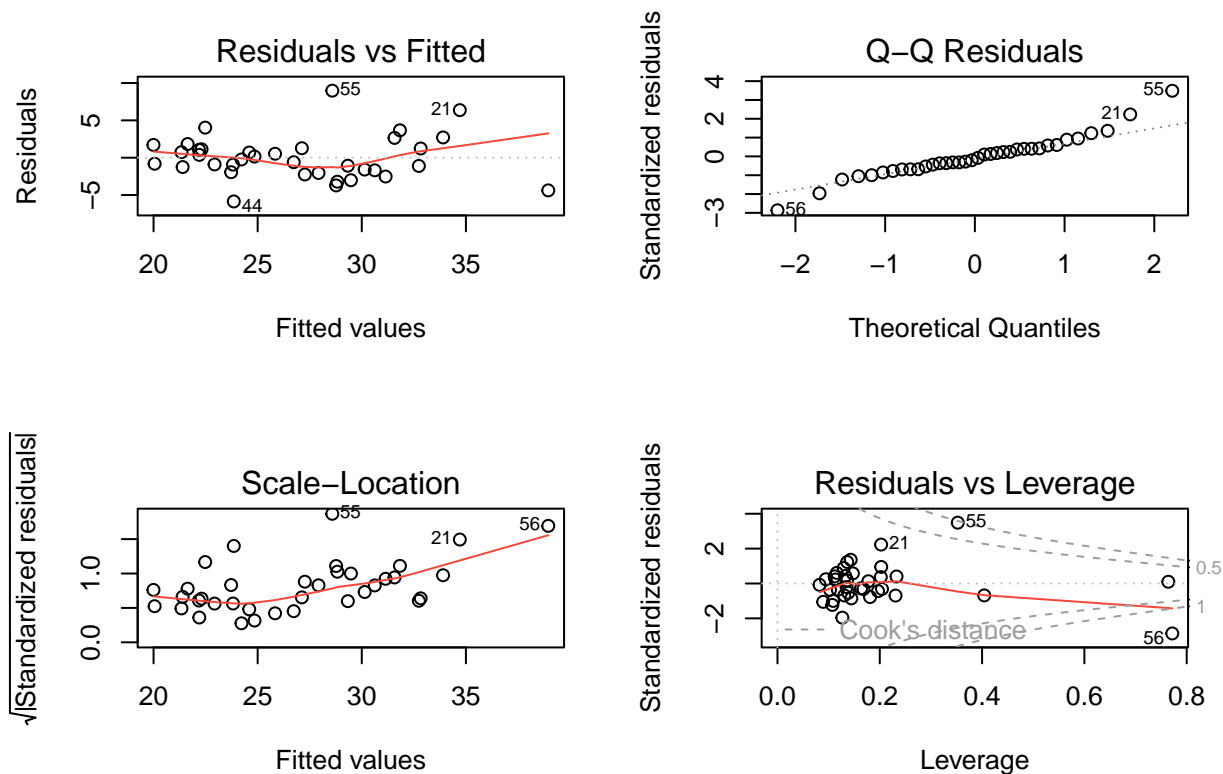 Residuals vs Fitted
Residuals
5
−5
55
21
44
20 25 30 35
Fitted values
Q−Q Residuals
Standardized residuals
4
2
0
−3
55
21
56
−2 −1 0 1 2
Theoretical Quantiles
Scale−Location
√|Standardized residuals|
1.0
0.0
55
21
56
20 25 30 35
Fitted values
Residuals vs Leverage
Standardized residuals
2
0
−2
55
21
56
0.5
1
Cook's distance
0.0 0.2 0.4 0.6 0.8
Leverage